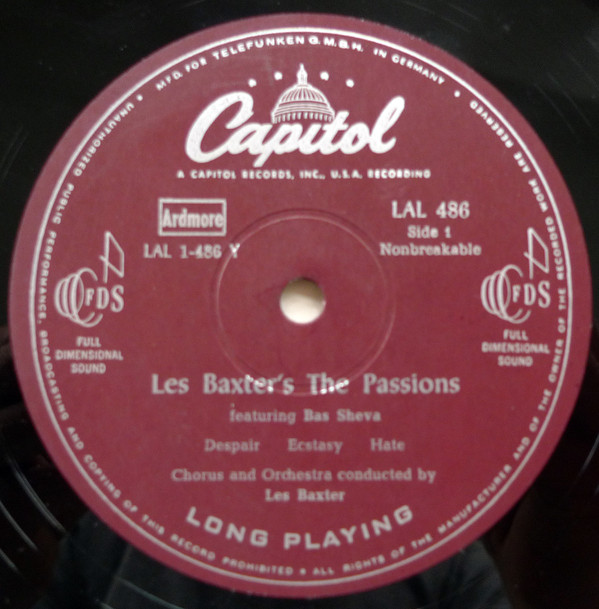 MFD. FOR TELEFUNKEN G.M.B.H. IN GERMANY
Capitol
A CAPITOL RECORDS, INC., U.S.A. RECORDING
Ardmore
LAL 486
Side 1
LAL 1-486 Y
Nonbreakable
FDS
FULL
DIMENSIONAL
SOUND
FDS
FULL
DIMENSIONAL
SOUND
Les Baxter's The Passions
featuring Bas Sheva
Despair Ecstasy Hate
Chorus and Orchestra conducted by
Les Baxter
LONG PLAYING
UNAUTHORIZED PUBLIC PERFORMANCE, BROADCASTING AND COPYING OF THIS RECORD PROHIBITED • ALL RIGHTS OF THE MANUFACTURER AND OF THE OWNER OF THE RECORDED WORK ARE RESERVED